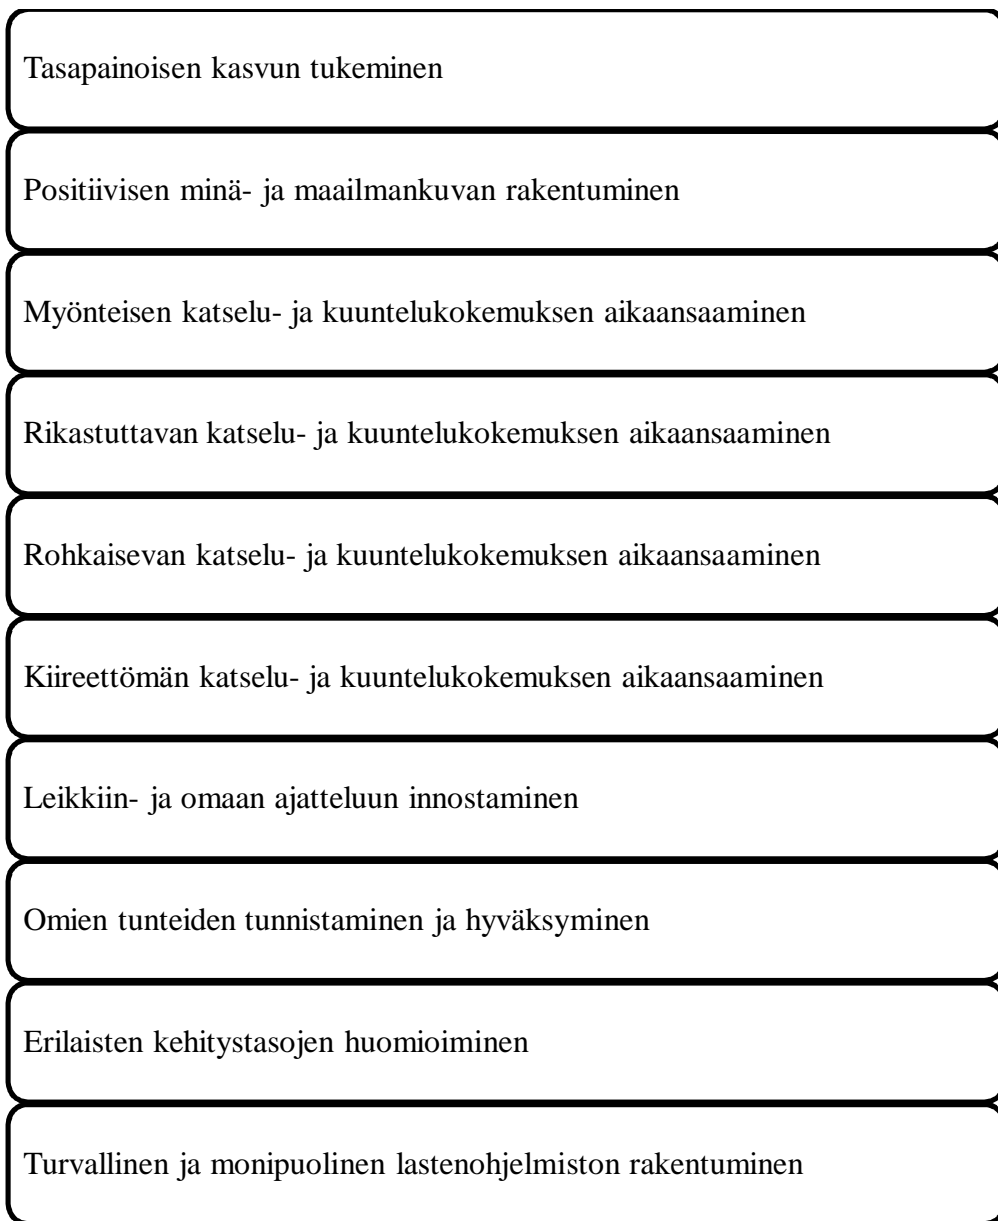 Tasapainoisen kasvun tukeminen
Positiivisen minä- ja maailmankuvan rakentuminen
Myönteisen katselu- ja kuuntelukokemuksen aikaansaaminen
Rikastuttavan katselu- ja kuuntelukokemuksen aikaansaaminen
Rohkaisevan katselu- ja kuuntelukokemuksen aikaansaaminen
Kiireettömän katselu- ja kuuntelukokemuksen aikaansaaminen
Leikkiin- ja omaan ajatteluun innostaminen
Omien tunteiden tunnistaminen ja hyväksyminen
Erilaisten kehitystasojen huomioiminen
Turvallinen ja monipuolinen lastenohjelmiston rakentuminen